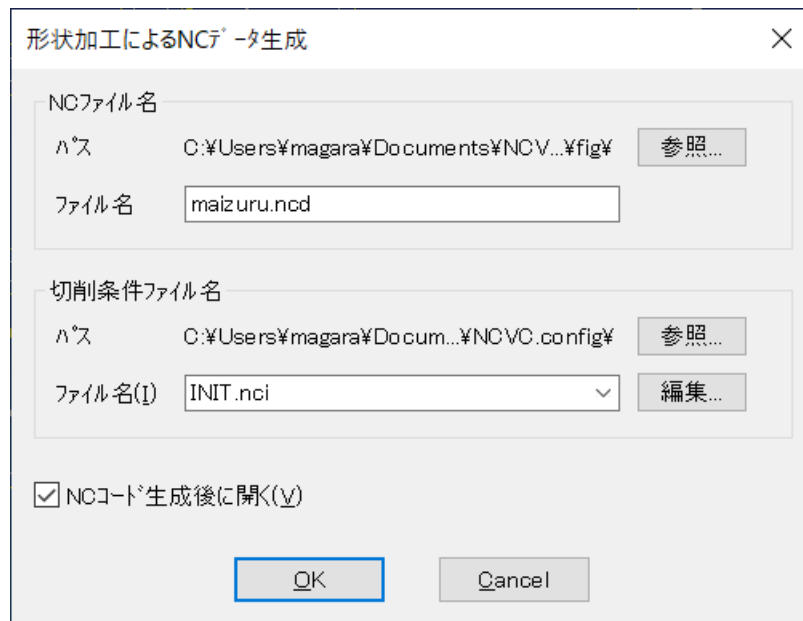 形状加工によるNCﾃﾞｰﾀ生成
NCﾌｧｲﾙ名
ﾊﾟｽ C:¥Users¥magara¥Documents¥NCV...¥fig¥ 参照...
ﾌｧｲﾙ名 maizuru.ncd
切削条件ﾌｧｲﾙ名
ﾊﾟｽ C:¥Users¥magara¥Docum...¥NCVC.config¥ 参照...
ﾌｧｲﾙ名(I) INIT.nci 編集...
NCｺｰﾄﾞ生成後に開く(V)
OK Cancel